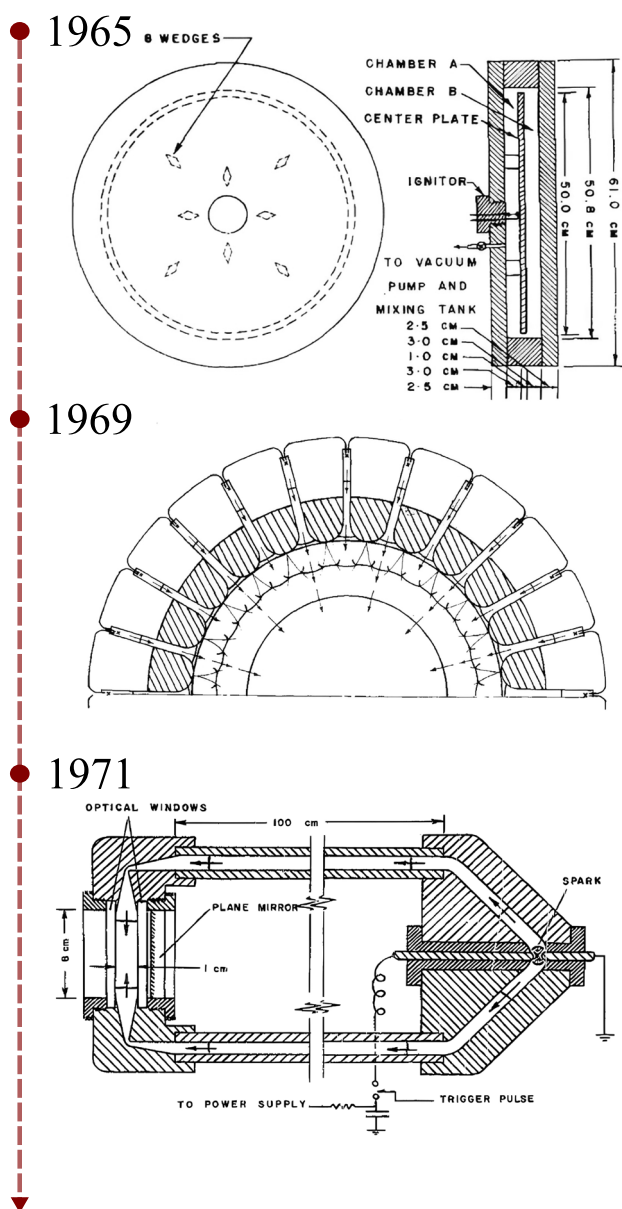 1965
8 WEDGES
CHAMBER A
CHAMBER B
CENTER PLATE
IGNITOR
TO VACUUM
PUMP AND
MIXING TANK
2·5 CM
3·0 CM
1·0 CM
3·0 CM
2·5 CM
50.0 CM
50.8 CM
61.0 CM
1969
1971
OPTICAL WINDOWS
100 cm
SPARK
PLANE MIRROR
8 cm
1 cm
TO POWER SUPPLY
TRIGGER PULSE